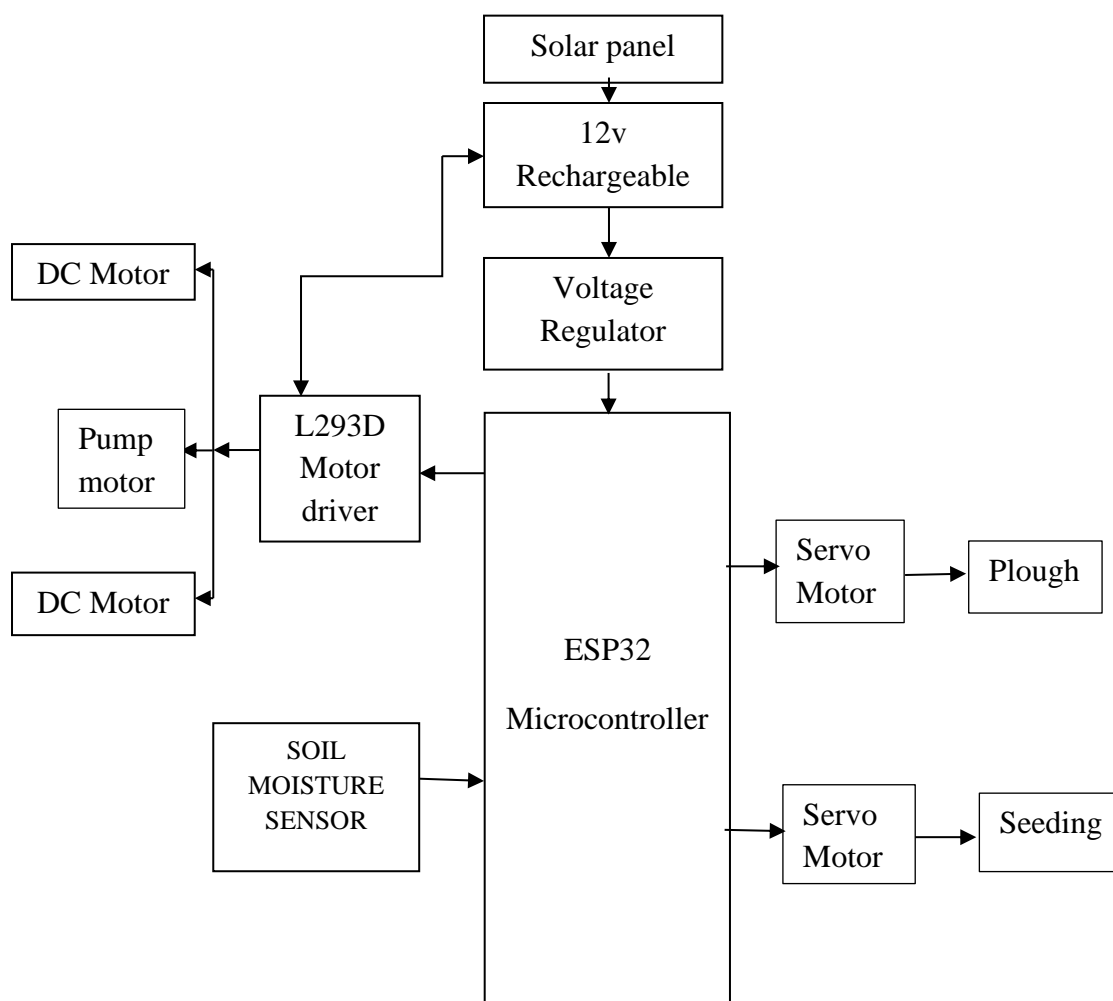 Solar panel
12v
Rechargeable
DC Motor
Voltage
Regulator
L293D
Motor
driver
Pump
motor
Servo
Motor
Plough
DC Motor
ESP32
Microcontroller
SOIL
MOISTURE
SENSOR
Servo
Motor
Seeding